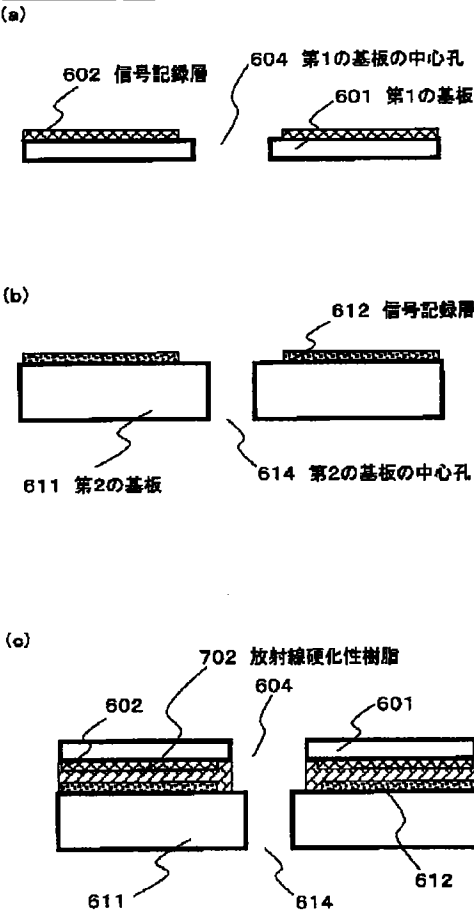 (a)
604 第1の基板の中心孔
602 信号記録層
601 第1の基板
(b)
612 信号記録層
614 第2の基板の中心孔
611 第2の基板
(c)
702 放射線硬化性樹脂
604
602
601
612
611
614